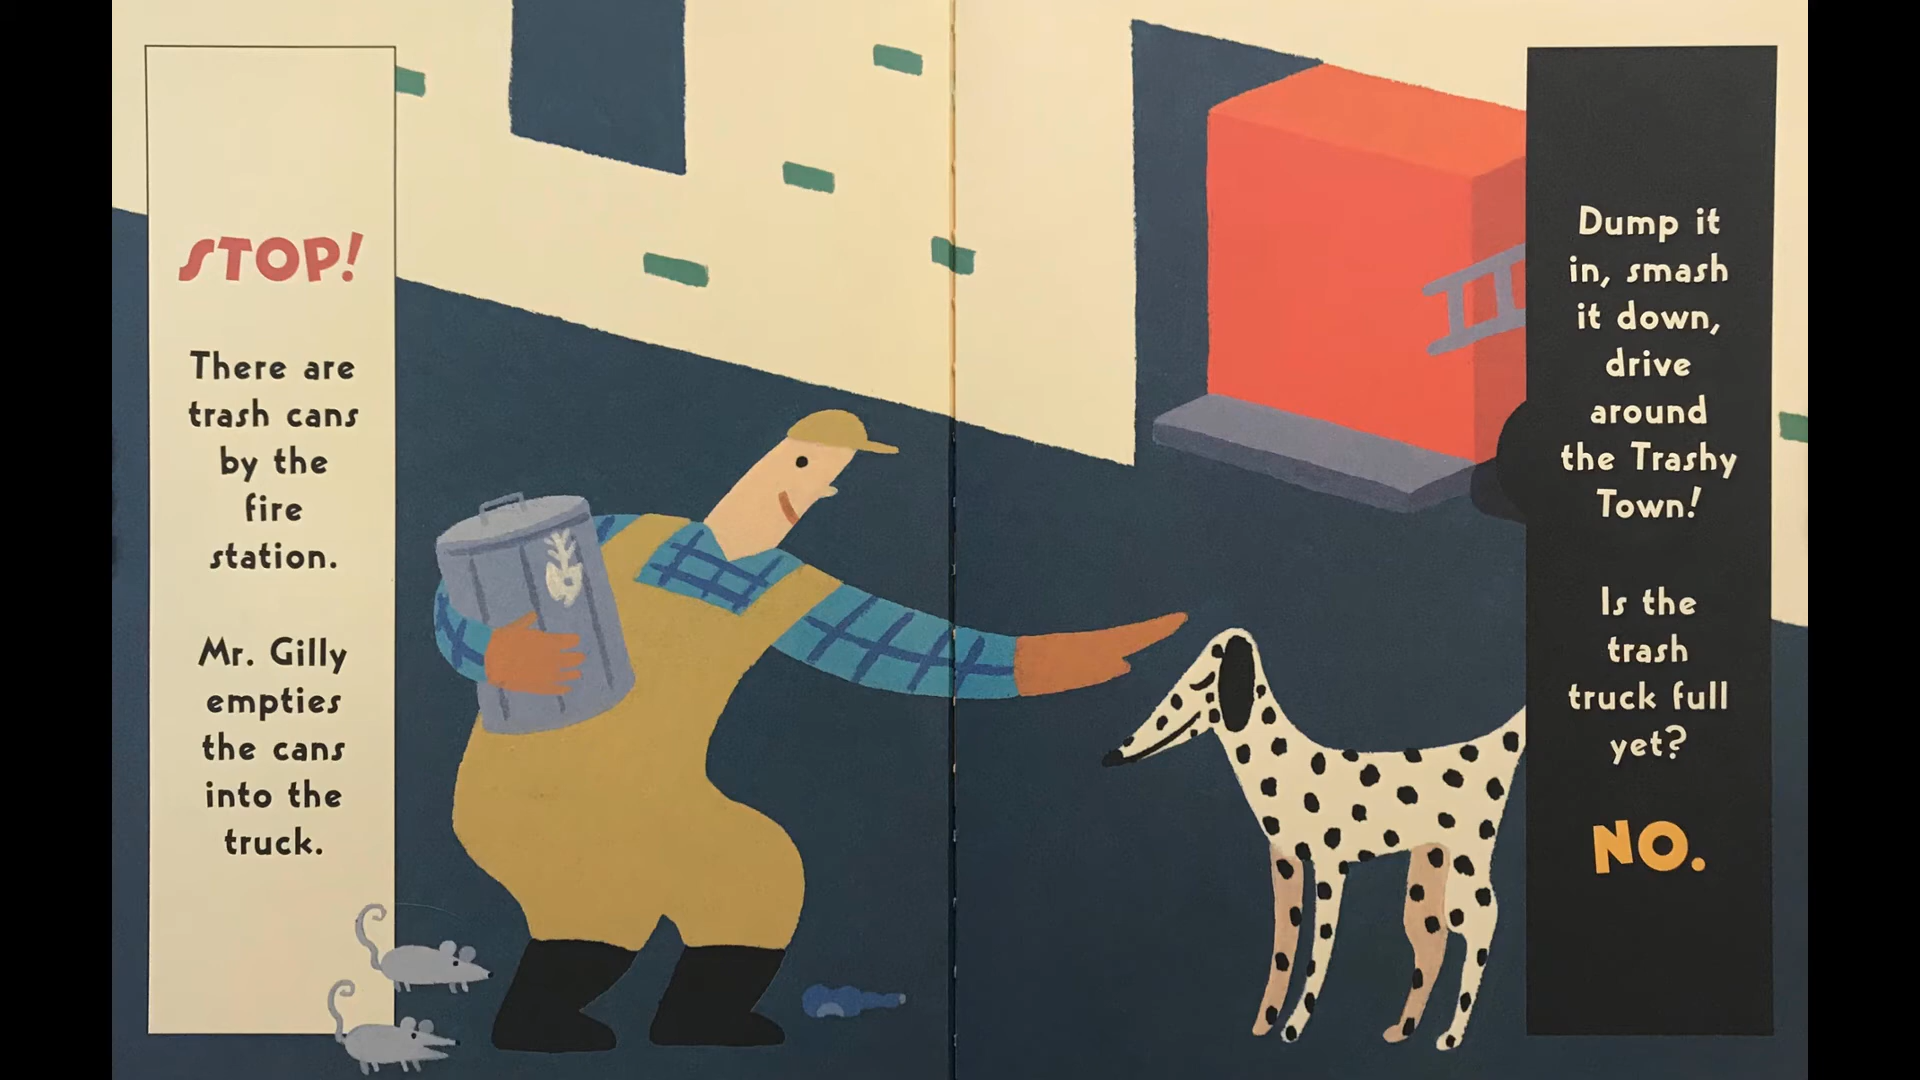 STOP!
There are
trash cans
by the
fire
station.
Mr. Gilly
empties
the cans
into the
truck.
Dump it
in, smash
it down,
drive
around
the Trashy
Town!
Is the
trash
truck full
yet?
NO.